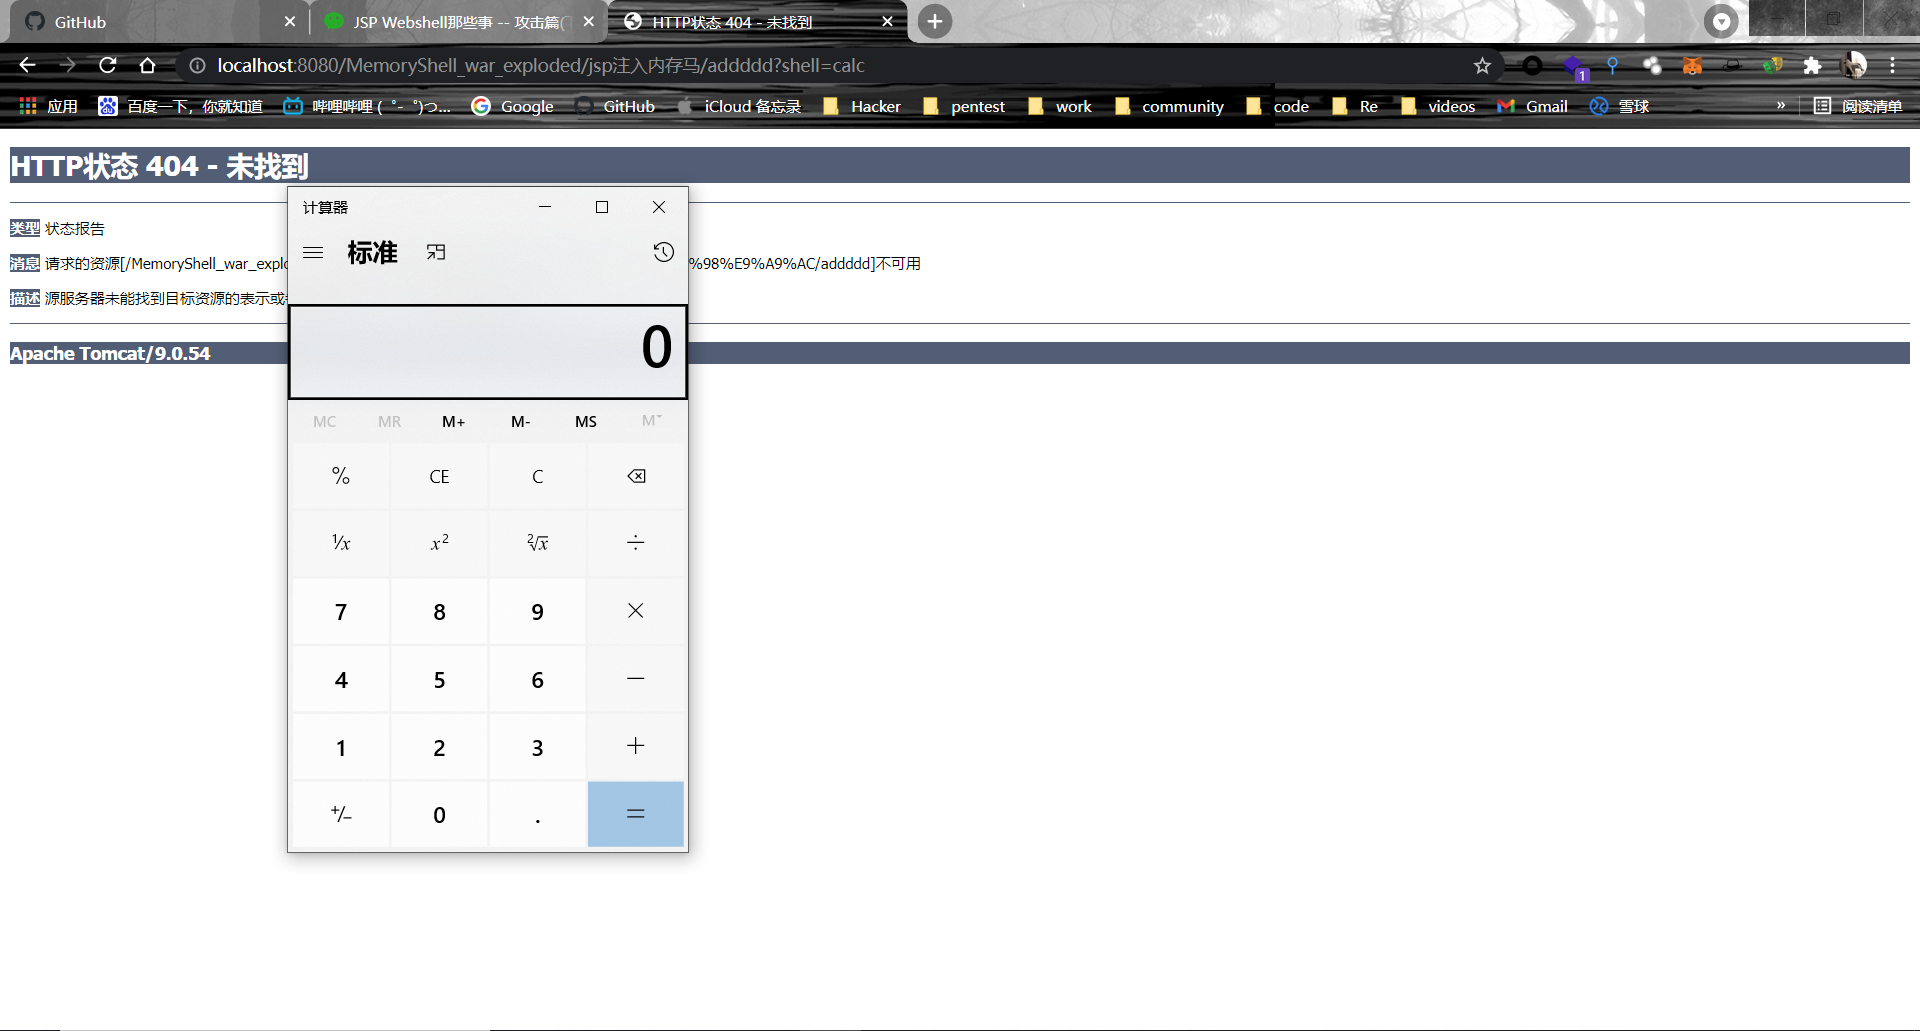 GitHub
JSP Webshell那些事 -- 攻击篇(
HTTP状态 404 - 未找到
localhost:8080/MemoryShell_war_exploded/jsp注入内存马/addddd?shell=calc
1
应用
百度一下，你就知道
哔哩哔哩 ( ゜- ゜)つ...
Google
GitHub
iCloud 备忘录
Hacker
pentest
work
community
code
Re
videos
Gmail
雪球
»
阅读清单
HTTP状态 404 - 未找到
类型 状态报告
消息 请求的资源[/MemoryShell_war_explo
%98%E9%A9%AC/addddd]不可用
描述 源服务器未能找到目标资源的表示或
Apache Tomcat/9.0.54
计算器
标准
0
MC MR M+ M- MS M˅
% CE C
¹/x x² ²√x ÷
7 8 9 ×
4 5 6 −
1 2 3 +
+/− 0 . =